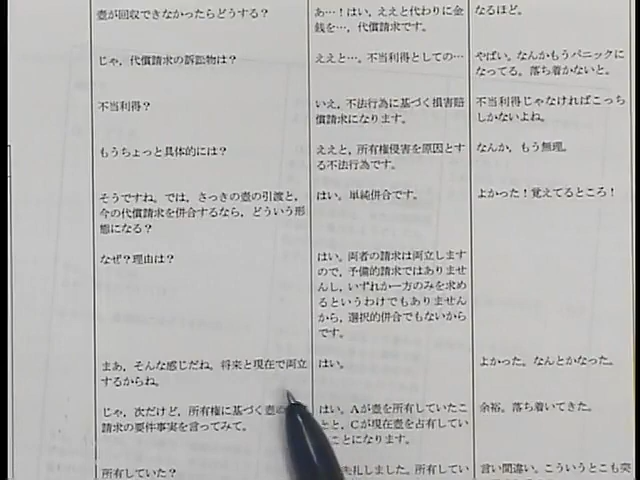 壺が回収できなかったらどうする？
あ…！はい，ええと代わりに金
銭を…，代償請求です。
なるほど。
じゃ，代償請求の訴訟物は？
ええと…。不当利得としての…
やばい。なんかもうパニックに
なってる。落ち着かないと。
不当利得？
いえ，不法行為に基づく損害賠
償請求になります。
不当利得じゃなければこっち
しかないよね。
もうちょっと具体的には？
ええと，所有権侵害を原因とす
る不法行為です。
なんか，もう無理。
そうですね。では，さっきの壺の引渡と，
今の代償請求を併合するなら，どういう形
態になる？
はい。単純併合です。
よかった！覚えてるところ！
なぜ？理由は？
はい。両者の請求は両立します
ので，予備的請求ではありませ
んし，いずれか一方のみを求め
るというわけでもありません
から，選択的併合でもないから
です。
まあ，そんな感じだね。将来と現在で両立
するからね。
はい。
よかった。なんとかなった。
じゃ，次だけど，所有権に基づく壺の
請求の要件事実を言ってみて。
はい。Aが壺を所有していたこ
とと，Cが現在壺を占有してい
ことになります。
余裕。落ち着いてきた。
所有していた？
失礼しました。所有してい
言い間違い。こういうとこも突